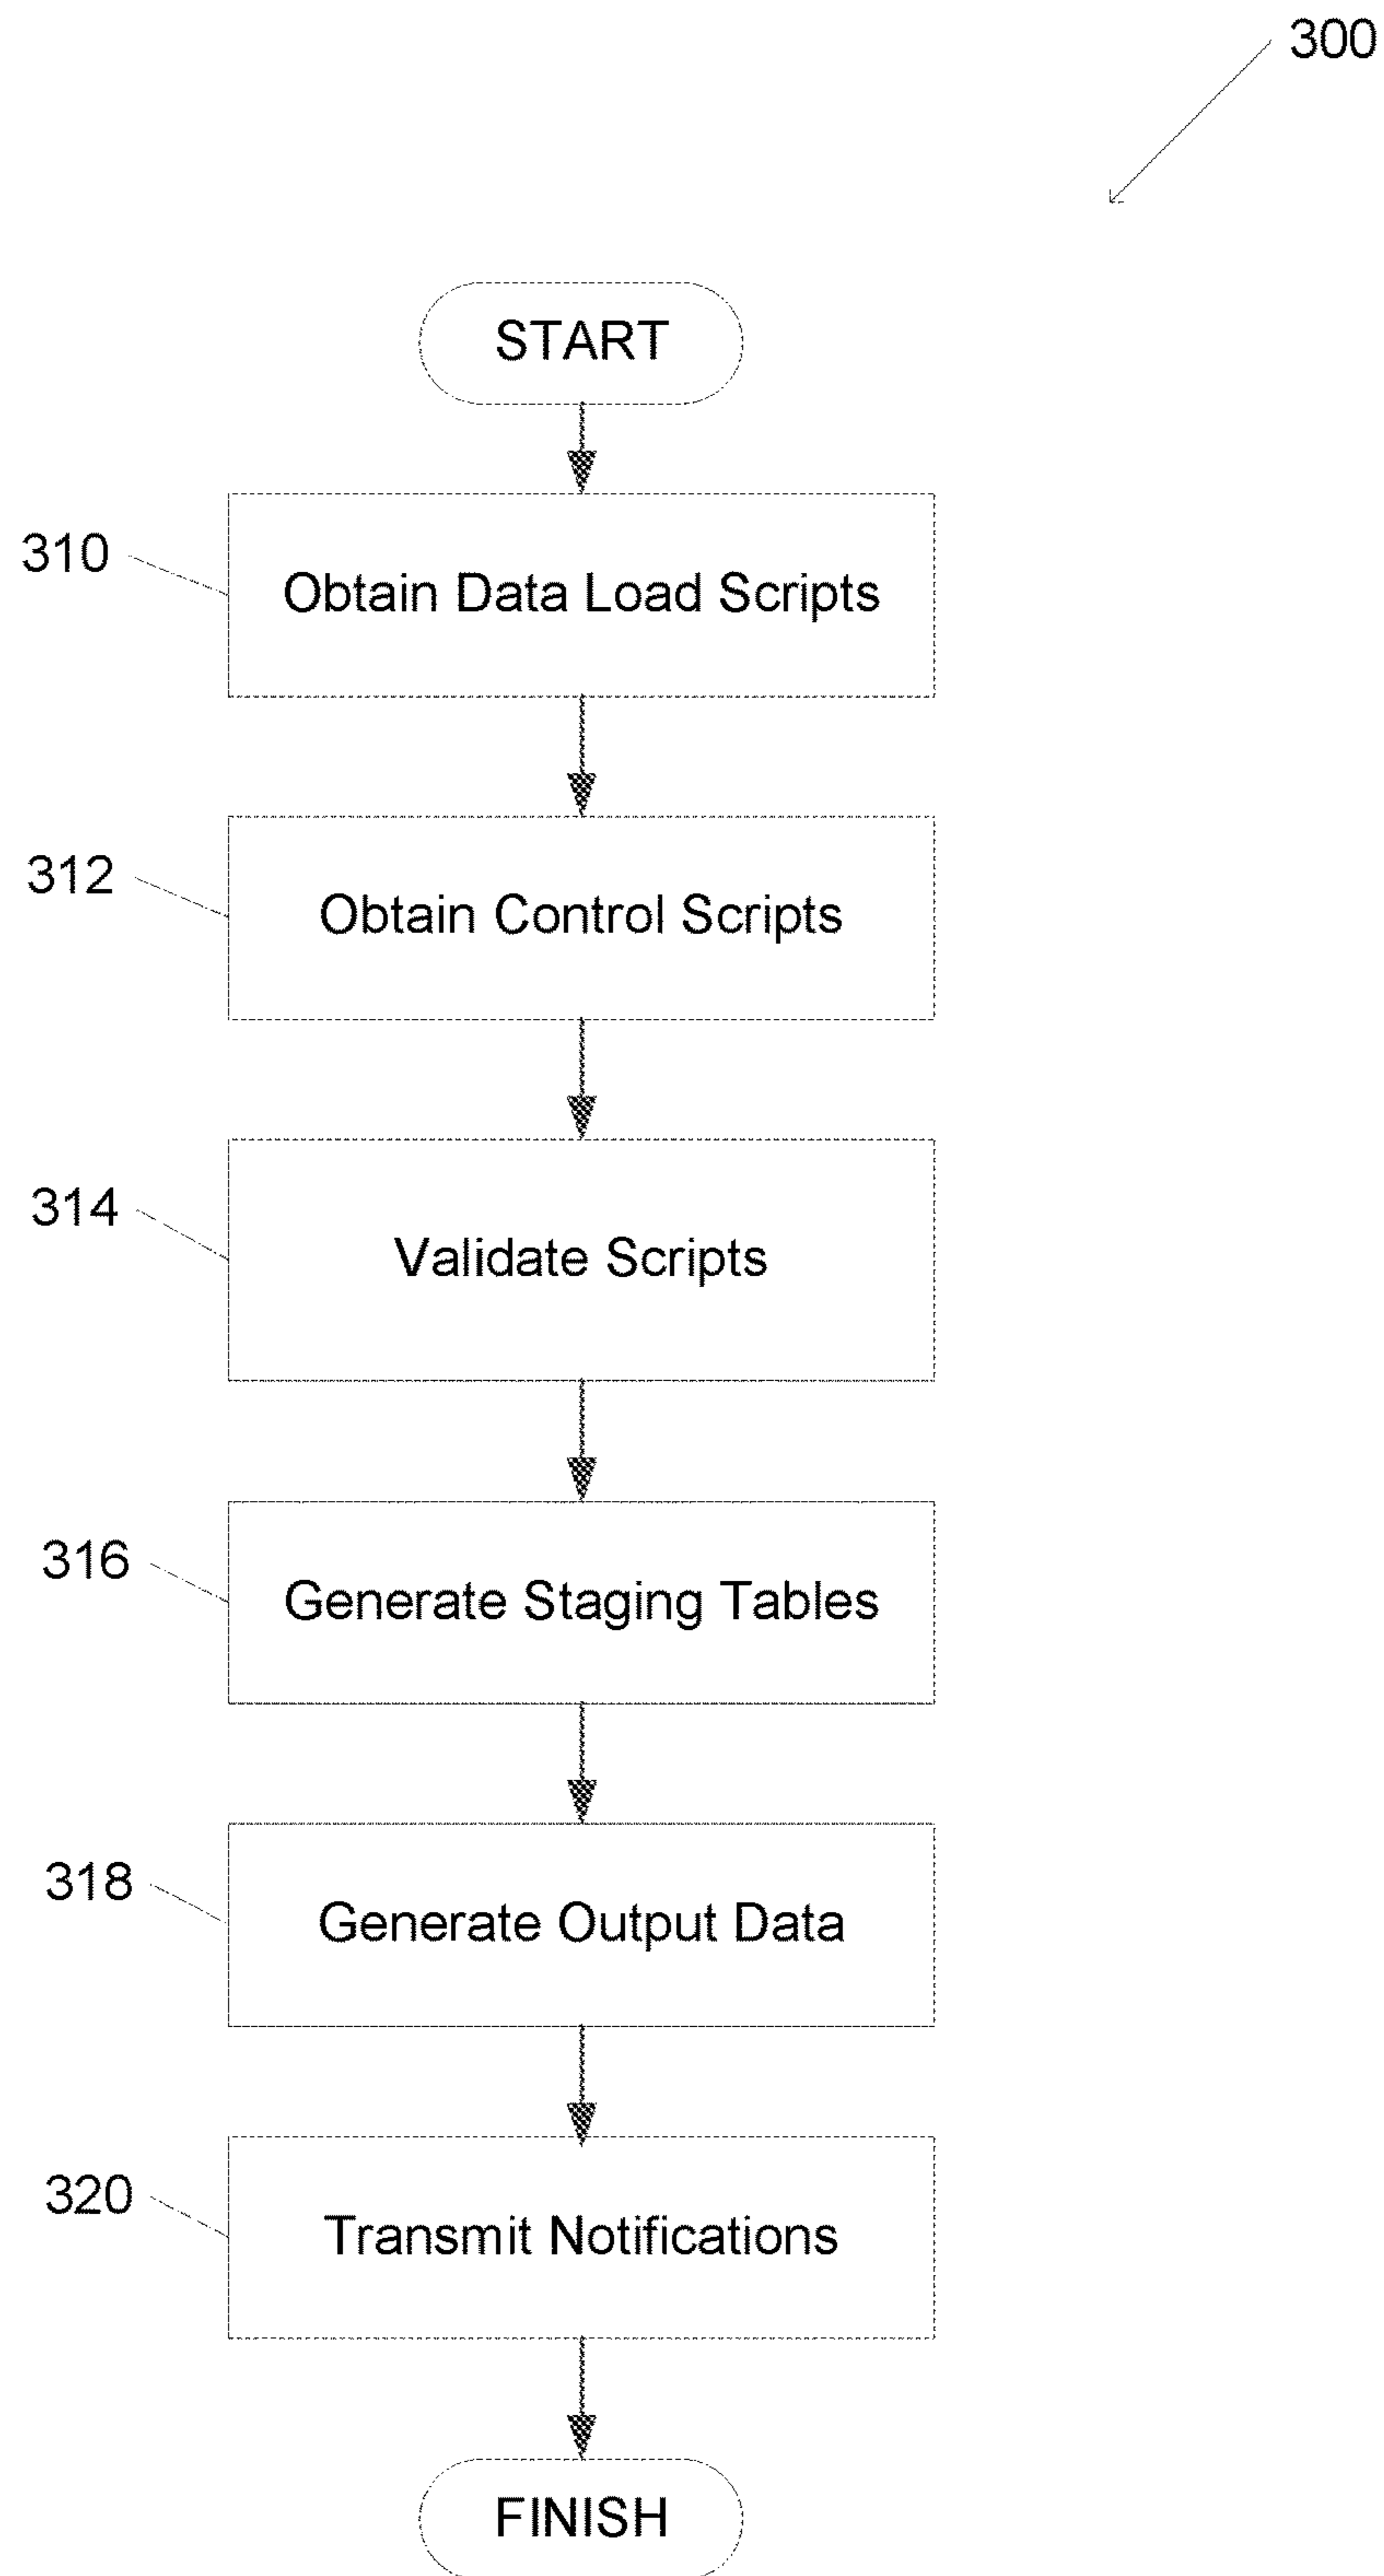 300
START
310
Obtain Data Load Scripts
312
Obtain Control Scripts
314
Validate Scripts
316
Generate Staging Tables
318
Generate Output Data
320
Transmit Notifications
FINISH